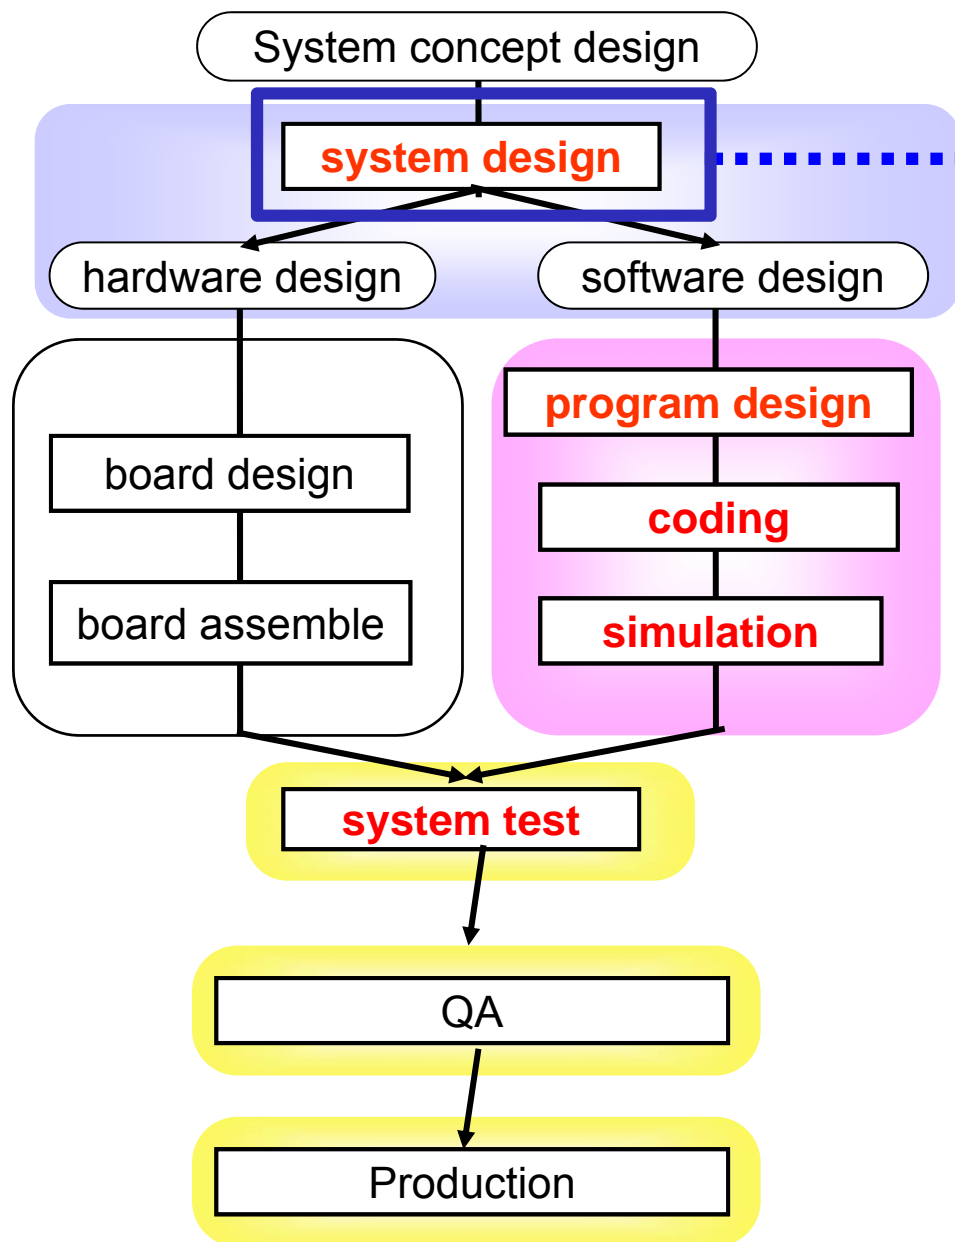 System concept design
system design
hardware design
software design
program design
board design
coding
board assemble
simulation
system test
QA
Production